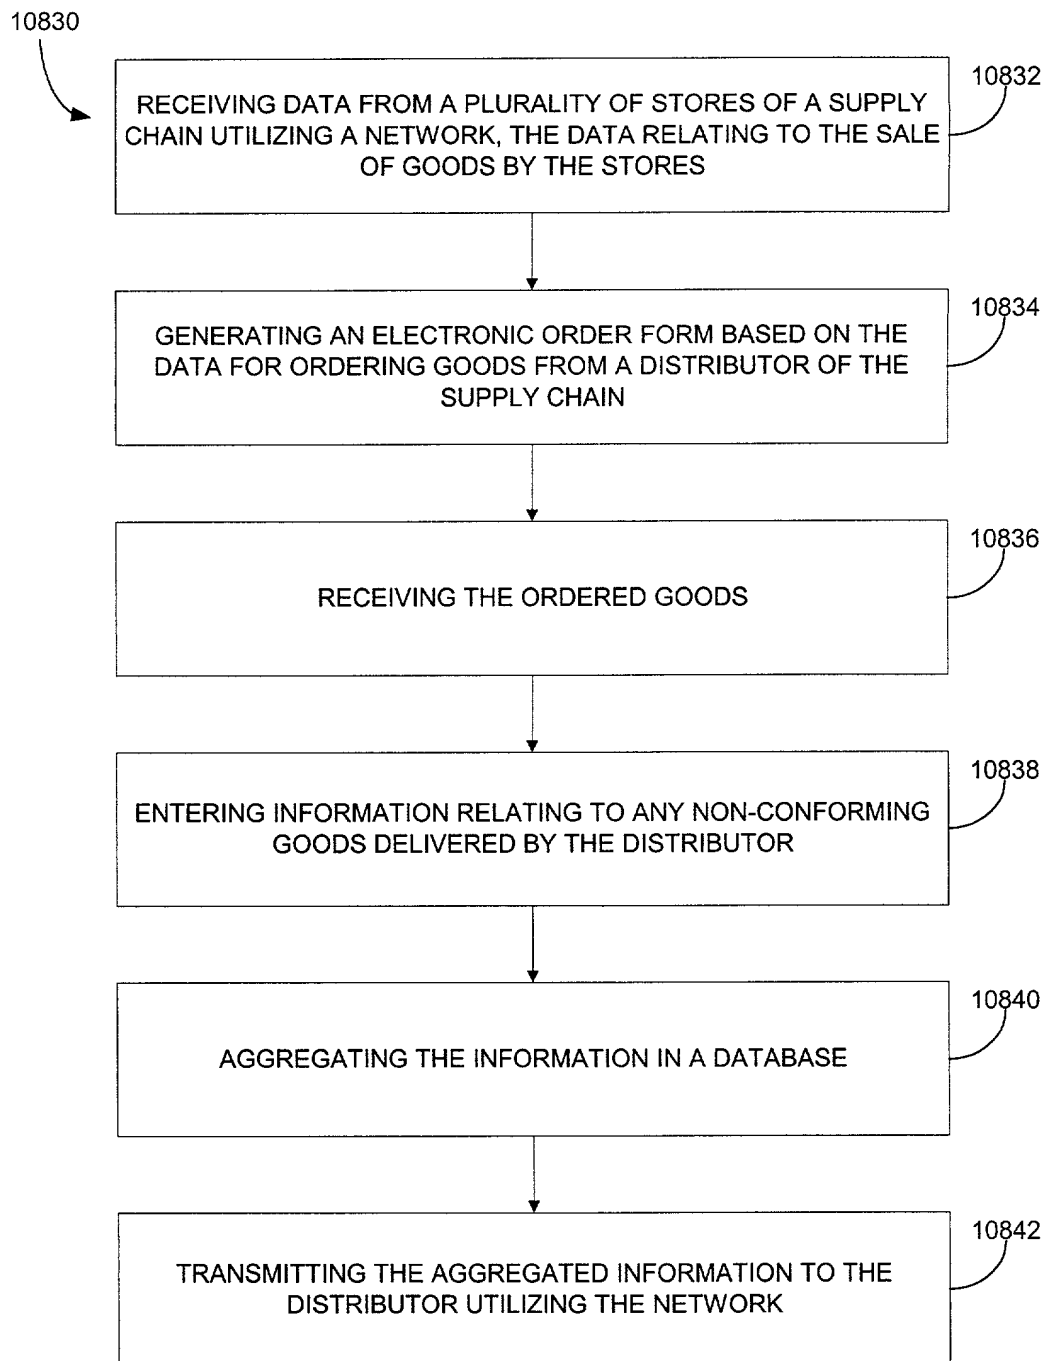 10830
10832
RECEIVING DATA FROM A PLURALITY OF STORES OF A SUPPLY
CHAIN UTILIZING A NETWORK, THE DATA RELATING TO THE SALE
OF GOODS BY THE STORES
10834
GENERATING AN ELECTRONIC ORDER FORM BASED ON THE
DATA FOR ORDERING GOODS FROM A DISTRIBUTOR OF THE
SUPPLY CHAIN
10836
RECEIVING THE ORDERED GOODS
10838
ENTERING INFORMATION RELATING TO ANY NON-CONFORMING
GOODS DELIVERED BY THE DISTRIBUTOR
10840
AGGREGATING THE INFORMATION IN A DATABASE
10842
TRANSMITTING THE AGGREGATED INFORMATION TO THE
DISTRIBUTOR UTILIZING THE NETWORK